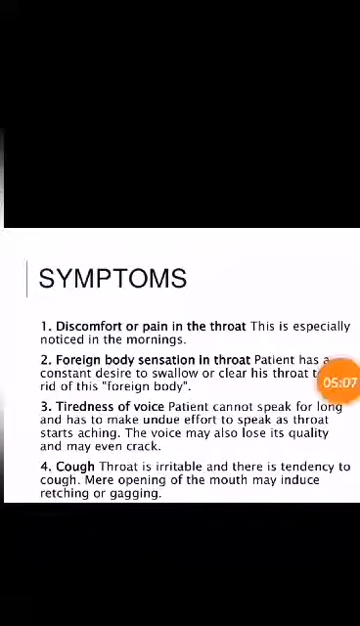 SYMPTOMS
1. Discomfort or pain in the throat This is especially
noticed in the mornings.
2. Foreign body sensation in throat Patient has a
constant desire to swallow or clear his throat
rid of this "foreign body".
05:07
3. Tiredness of voice Patient cannot speak for long
and has to make undue effort to speak as throat
starts aching. The voice may also lose its quality
and may even crack.
4. Cough Throat is irritable and there is tendency to
cough. Mere opening of the mouth may induce
retching or gagging.